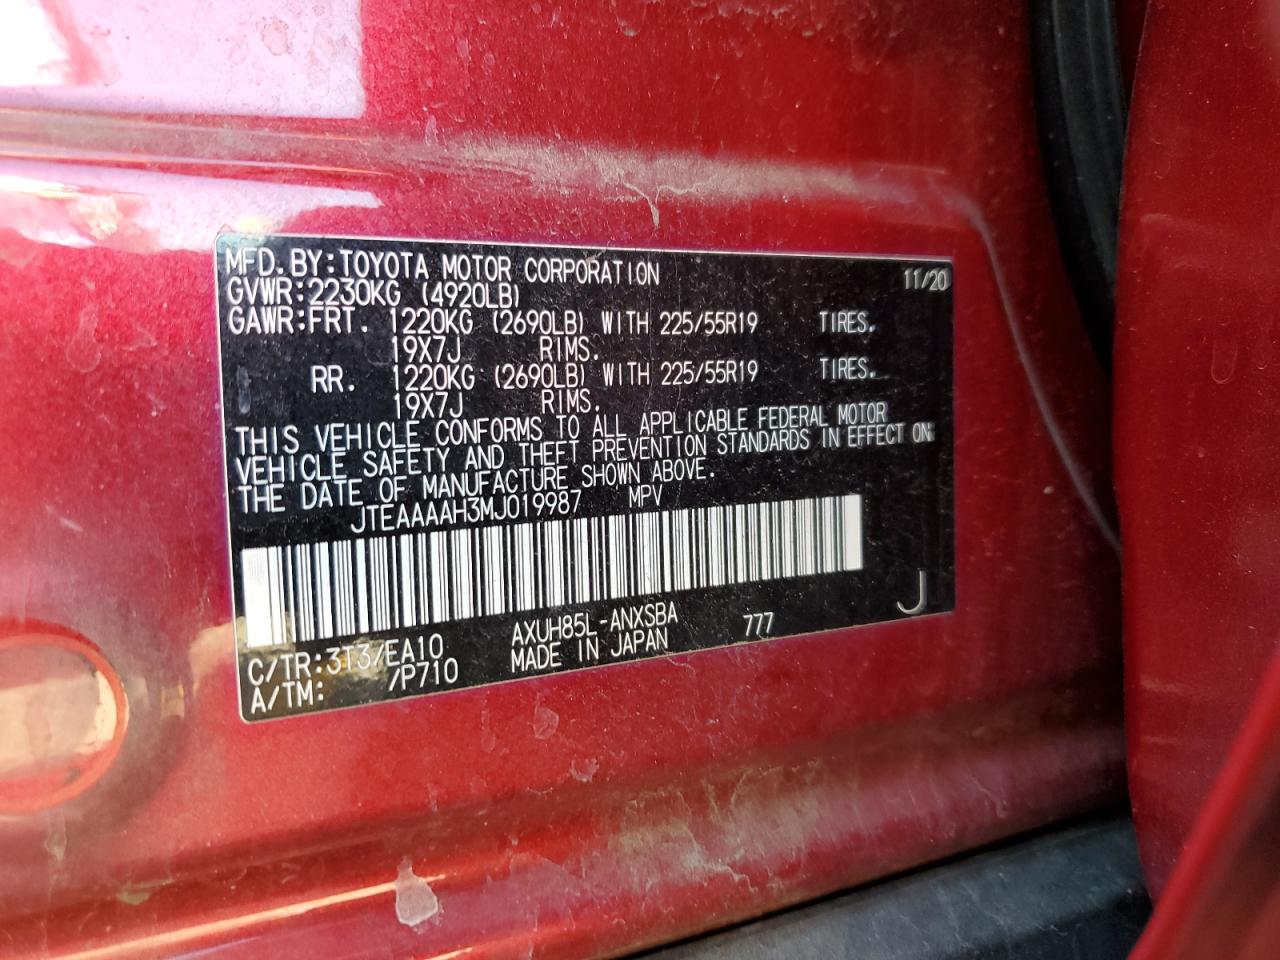 MFD. BY:TOYOTA MOTOR CORPORATION 11/20
GVWR:2230KG (4920LB)
GAWR:FRT. 1220KG (2690LB) WITH 225/55R19 TIRES.
19X7J RIMS.
RR. 1220KG (2690LB) WITH 225/55R19 TIRES.
19X7J RIMS.
THIS VEHICLE CONFORMS TO ALL APPLICABLE FEDERAL MOTOR
VEHICLE SAFETY AND THEFT PREVENTION STANDARDS IN EFFECT ON
THE DATE OF MANUFACTURE SHOWN ABOVE.
JTEAAAAH3MJ019987 MPV
C/TR:3T3/EA10 AXUH85L-ANXSBA 777 J
A/TM: /P710 MADE IN JAPAN